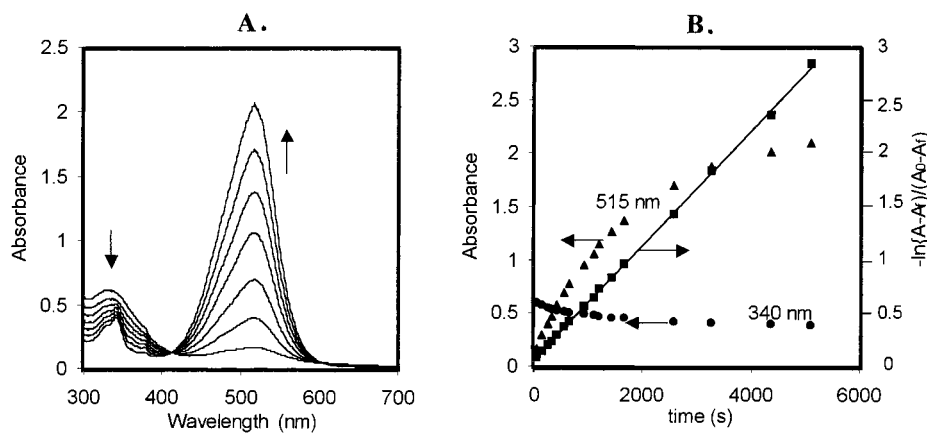 A.
2.5
2
1.5
1
0.5
0
Absorbance
300 400 500 600 700
Wavelength (nm)
B.
3
2.5
2
1.5
1
0.5
0
Absorbance
515 nm
340 nm
3
2.5
2
1.5
1
0.5
0
-ln{A-Af)/(A0-Af)
0 2000 4000 6000
time (s)